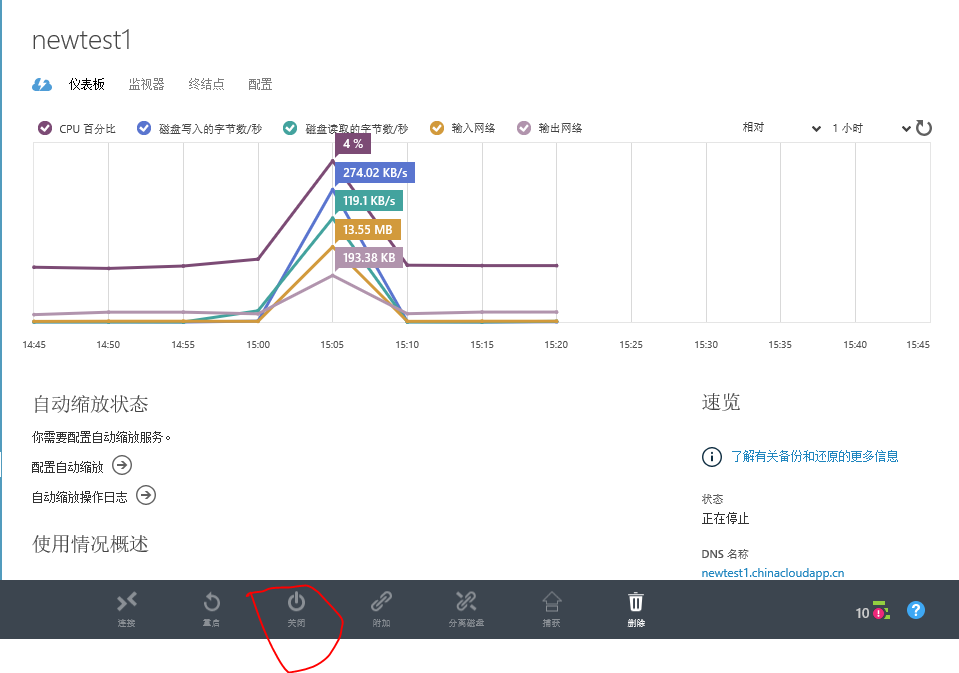 newtest1
仪表板 监视器 终结点 配置
CPU 百分比 磁盘写入的字节数/秒 磁盘读取的字节数/秒 输入网络 输出网络 相对 1 小时
4 %
274.02 KB/s
119.1 KB/s
13.55 MB
193.38 KB
14:45 14:50 14:55 15:00 15:05 15:10 15:15 15:20 15:25 15:30 15:35 15:40 15:45
自动缩放状态
速览
你需要配置自动缩放服务。
了解有关备份和还原的更多信息
配置自动缩放
自动缩放操作日志
状态
正在停止
使用情况概述
DNS 名称
newtest1.chinacloudapp.cn
连接 重启 关闭 附加 分离磁盘 捕获 删除
10